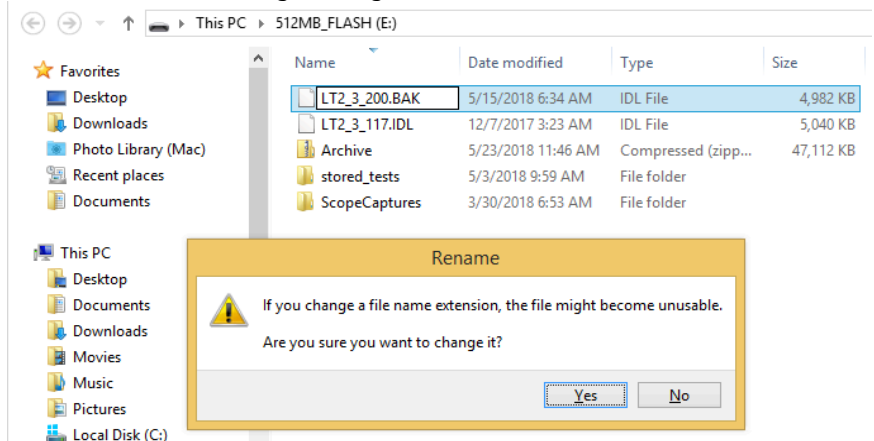 This PC ▸ 512MB_FLASH (E:)
Name Date modified Type Size
Favorites
Desktop
Downloads
Photo Library (Mac)
Recent places
Documents
This PC
Desktop
Documents
Downloads
Movies
Music
Pictures
Local Disk (C:)
LT2_3_200.BAK 5/15/2018 6:34 AM IDL File 4,982 KB
LT2_3_117.IDL 12/7/2017 3:23 AM IDL File 5,040 KB
Archive 5/23/2018 11:46 AM Compressed (zipp... 47,112 KB
stored_tests 5/3/2018 9:59 AM File folder
ScopeCaptures 3/30/2018 6:53 AM File folder
Rename
If you change a file name extension, the file might become unusable.
Are you sure you want to change it?
Yes No